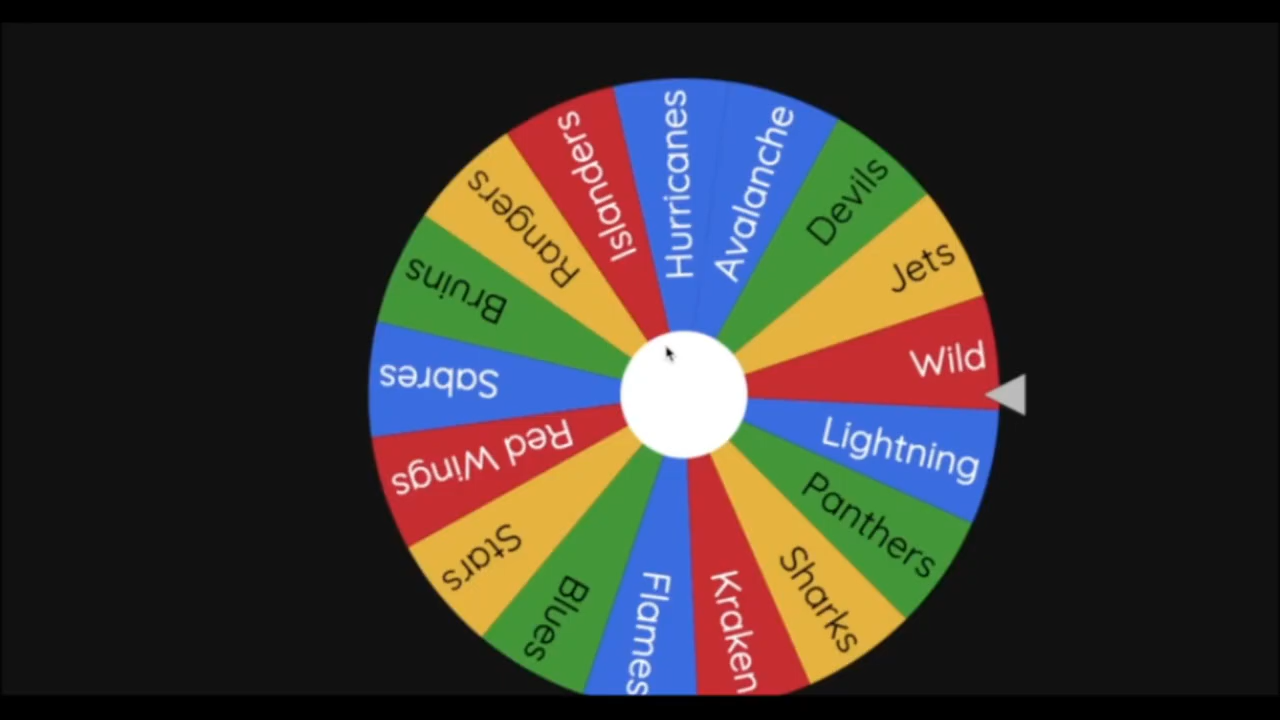 Hurricanes
Avalanche
Devils
Jets
Wild
Lightning
Panthers
Sharks
Kraken
Flames
Blues
Stars
Red Wings
Sabres
Bruins
Rangers
Islanders